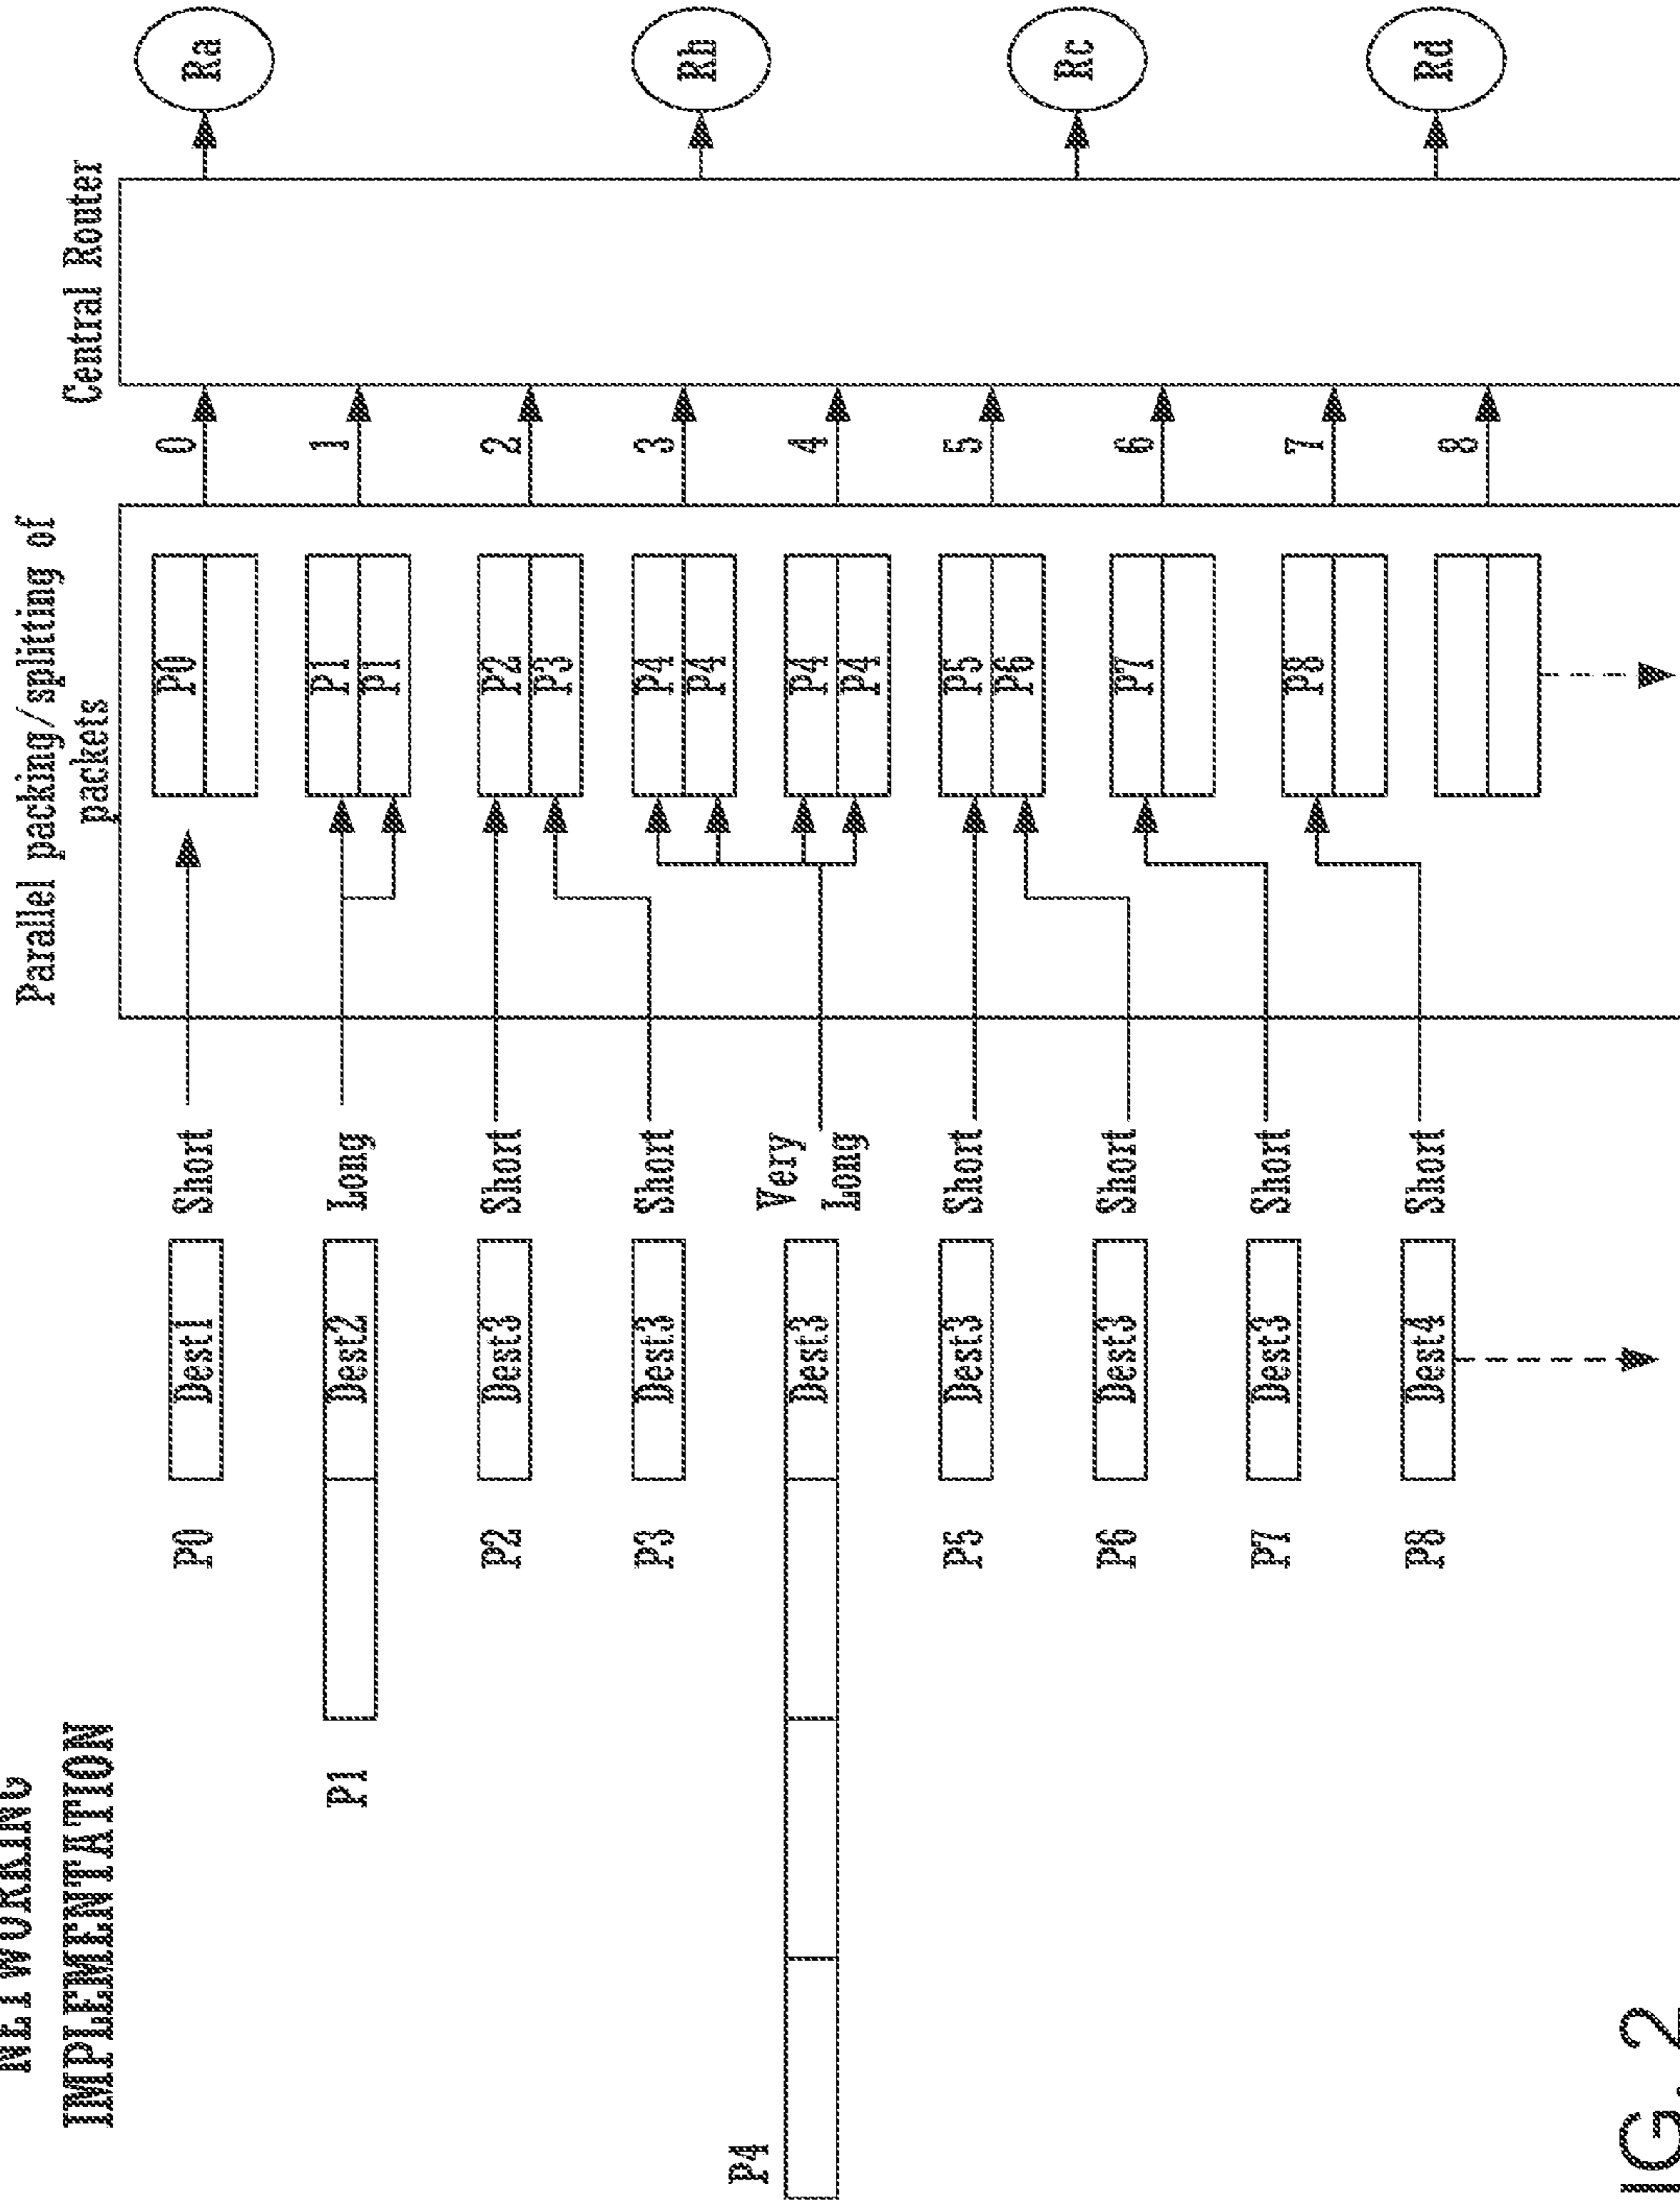 NETWORKING
IMPLEMENTATION
Parallel packing/splitting of
packets
Central Router
P0
Dest1
Short
P0
0
Ra
P1
Dest2
Long
P1
P1
1
P2
Dest3
Short
P2
P3
2
P3
Dest3
Short
P4
P4
3
Rb
P4
Dest3
Very
Long
P4
P4
4
P5
Dest3
Short
P5
P6
5
Rc
P6
Dest3
Short
P7
6
P7
Dest3
Short
P8
7
P8
Dest4
Short
8
Rd
IG. 2